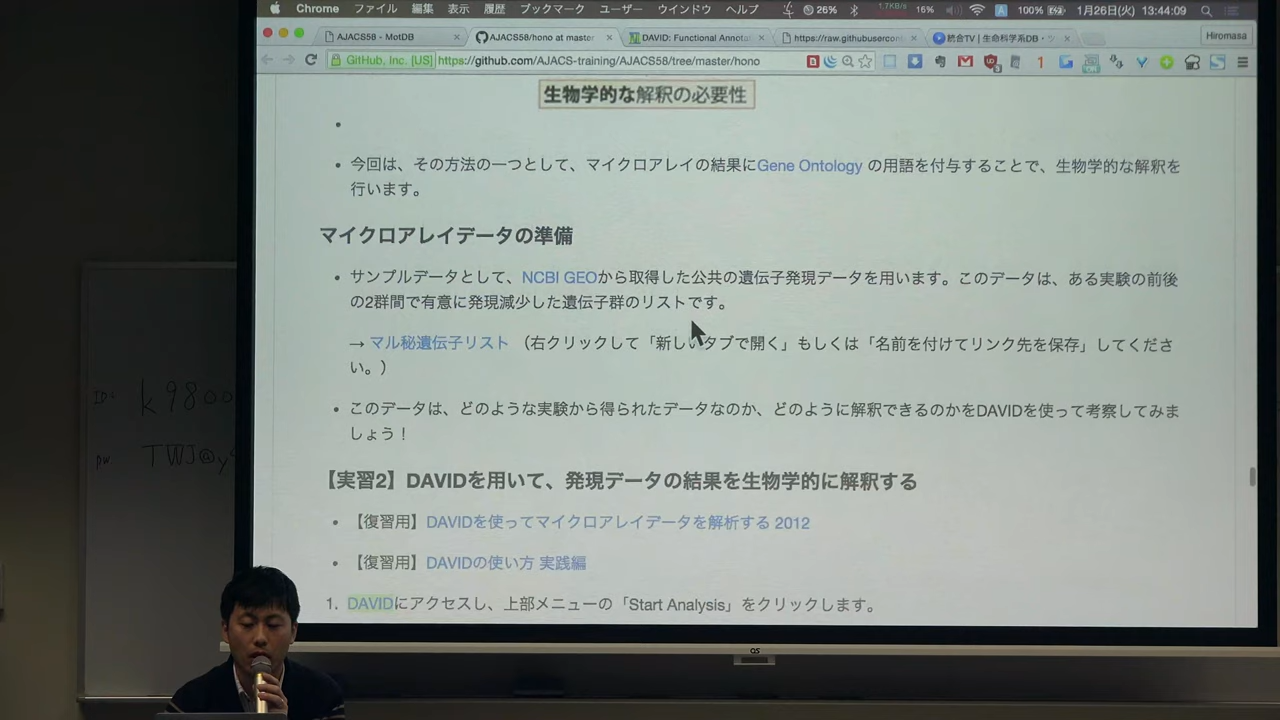 Chrome ファイル 編集 表示 履歴 ブックマーク ユーザー ウインドウ ヘルプ 26% 1.7KB/s 16% 100% 1月26日(火) 13:44:09
AJACS58 - MotDB
AJACS58/hono at master
DAVID: Functional Annota
https://raw.githubuserconi
統合TV | 生命科学系DB・ツ
Hiromasa
GitHub, Inc. [US] https://github.com/AJACS-training/AJACS58/tree/master/hono
生物学的な解釈の必要性
今回は、その方法の一つとして、マイクロアレイの結果にGene Ontology の用語を付与することで、生物学的な解釈を
行います。
マイクロアレイデータの準備
サンプルデータとして、NCBI GEOから取得した公共の遺伝子発現データを用います。このデータは、ある実験の前後
の2群間で有意に発現減少した遺伝子群のリストです。
→ マル秘遺伝子リスト （右クリックして「新しいタブで開く」もしくは「名前を付けてリンク先を保存」してくださ
い。）
このデータは、どのような実験から得られたデータなのか、どのように解釈できるのかをDAVIDを使って考察してみま
しょう！
【実習2】DAVIDを用いて、発現データの結果を生物学的に解釈する
【復習用】DAVIDを使ってマイクロアレイデータを解析する 2012
【復習用】DAVIDの使い方 実践編
1. DAVIDにアクセスし、上部メニューの「Start Analysis」をクリックします。
ID: k9800
pw. TWJ@y